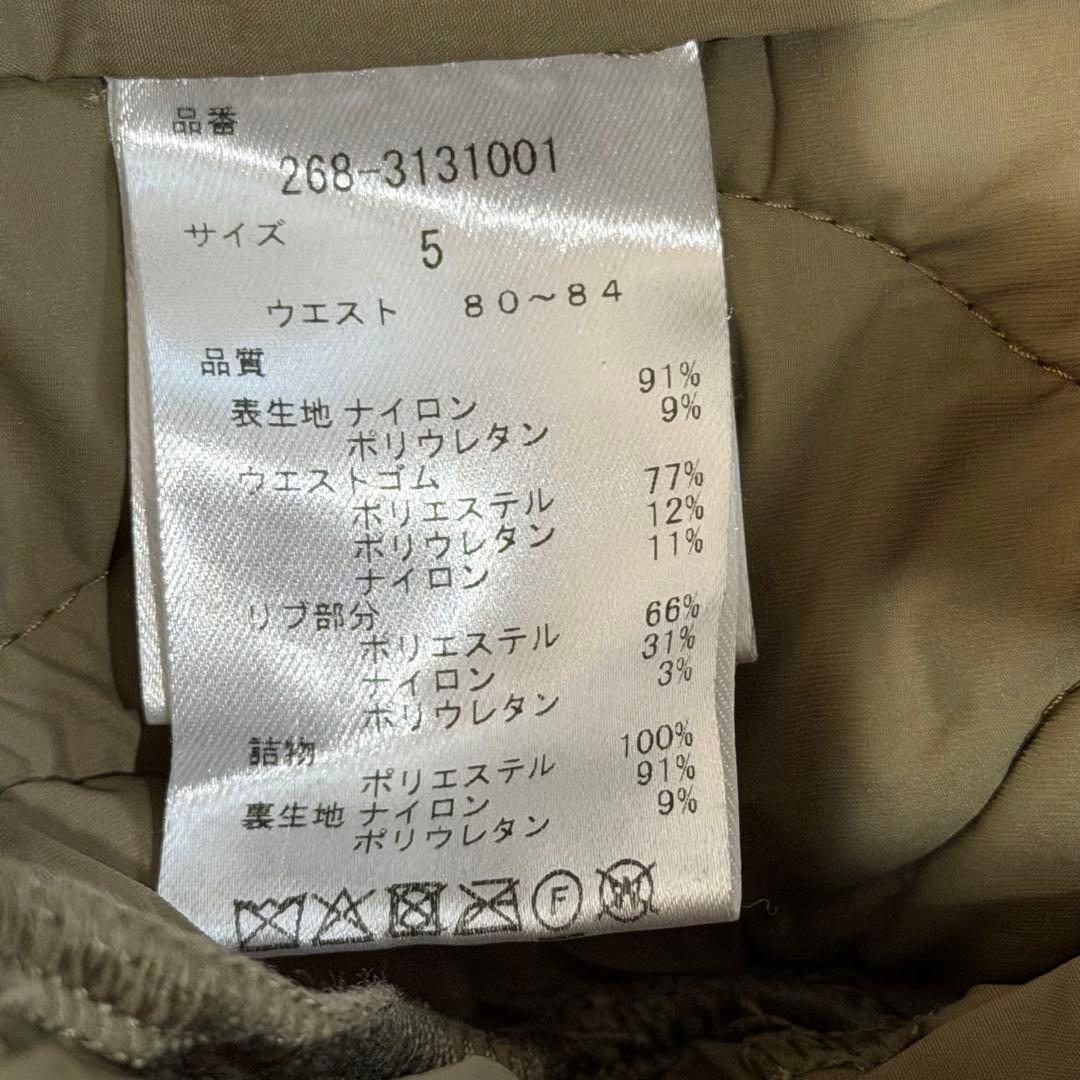 品番
268-3131001
サイズ 5
ウエスト 80~84
品質
表生地 ナイロン 91%
ポリウレタン 9%
ウエストゴム
ポリエステル 77%
ポリウレタン 12%
ナイロン 11%
リブ部分
ポリエステル 66%
ナイロン 31%
ポリウレタン 3%
詰物
ポリエステル 100%
裏生地 ナイロン 91%
ポリウレタン 9%
F W